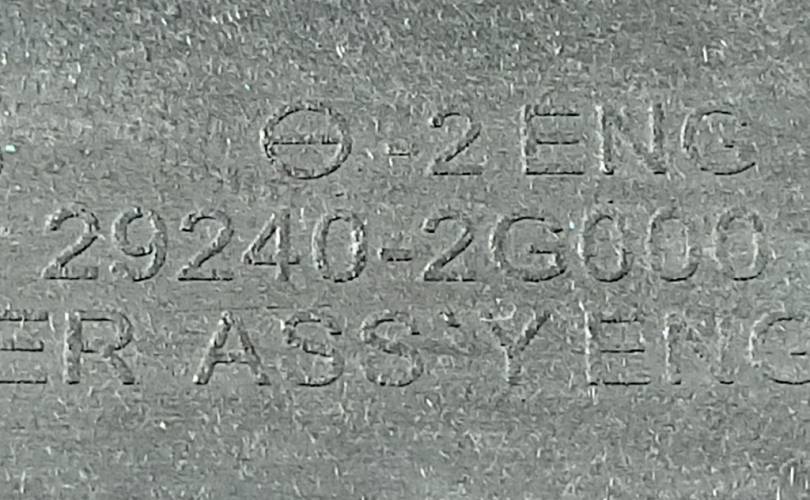 ⊖-2 ENG
29240-2G000
ER ASS'Y ENG